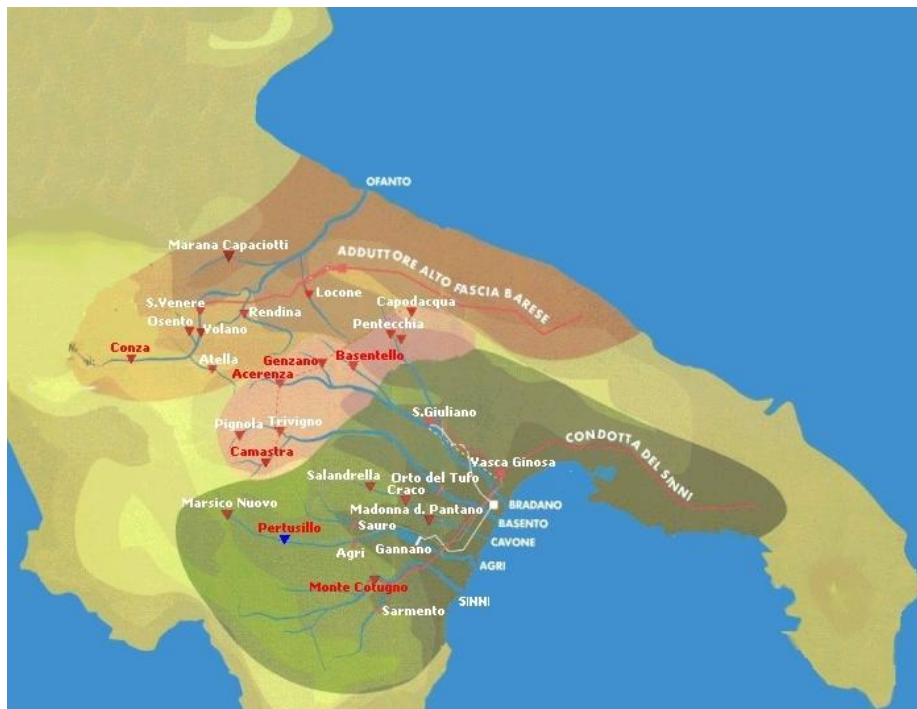 OFANTO
Marana Capaciotti
ADDUTTORE ALTO FASCIA BARESE
Locone
Capodacqua
S.Venere
Rendina
Osento
Volano
Pentecchia
Conza
Atella
Genzano
Basentello
Acerenza
S.Giuliano
Pignola
Trivigno
CONDOTTA DEL SINNI
Camastra
Vasca Ginosa
Salandrella
Orto del Tufo
Craco
Marsico Nuovo
Madonna d. Pantano
BRADANO
Pertusillo
Sauro
BASENTO
Agri
Gannano
CAVONE
AGRI
Monte Cotugno
SINNI
Sarmento